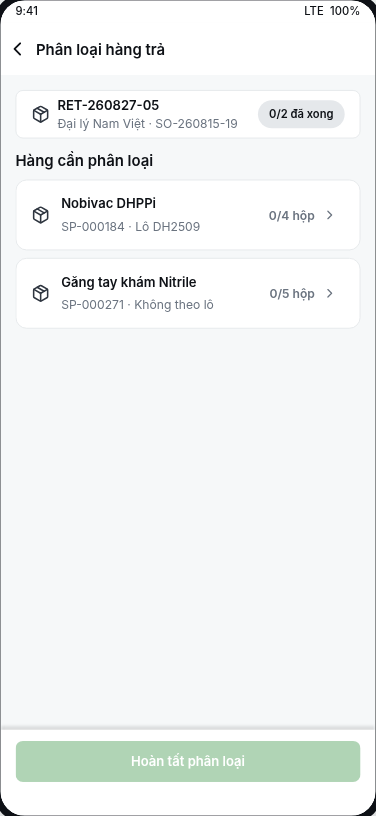 9:41
LTE 100%
Phân loại hàng trả
RET-260827-05
Đại lý Nam Việt · SO-260815-19
0/2 đã xong
Hàng cần phân loại
Nobivac DHPPi
SP-000184 · Lô DH2509
0/4 hộp
Găng tay khám Nitrile
SP-000271 · Không theo lô
0/5 hộp
Hoàn tất phân loại